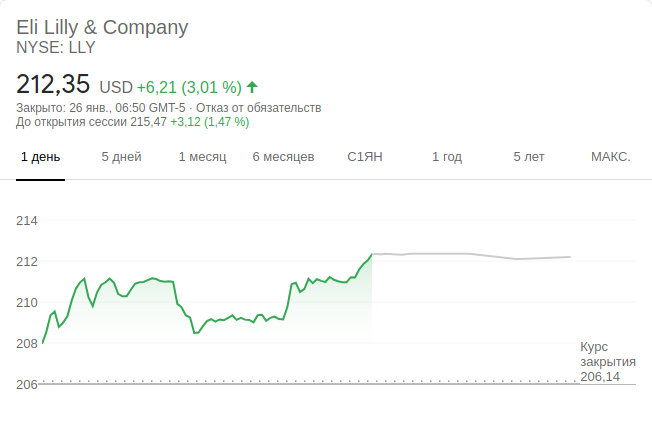 Eli Lilly & Company
NYSE: LLY
212,35 USD +6,21 (3,01 %)
Закрыто: 26 янв., 06:50 GMT-5 · Отказ от обязательств
До открытия сессии 215,47 +3,12 (1,47 %)
1 день 5 дней 1 месяц 6 месяцев С1ЯН 1 год 5 лет МАКС.
214
212
210
208
206
Курс
закрытия
206,14